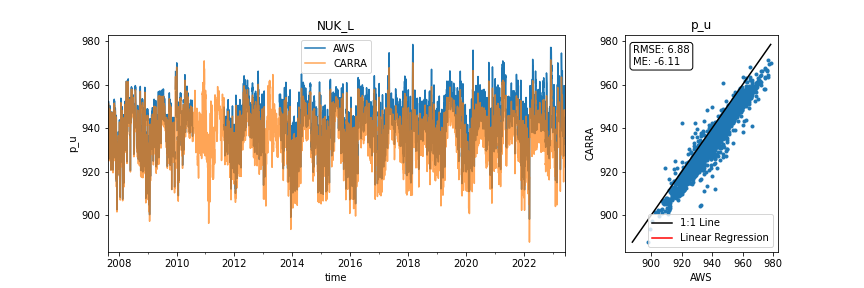 NUK_L
p_u
980
960
940
920
900
p_u
AWS
CARRA
2008
2010
2012
2014
2016
2018
2020
2022
time
p_u
980
960
940
920
900
CARRA
RMSE: 6.88
ME: -6.11
1:1 Line
Linear Regression
900
920
940
960
980
AWS